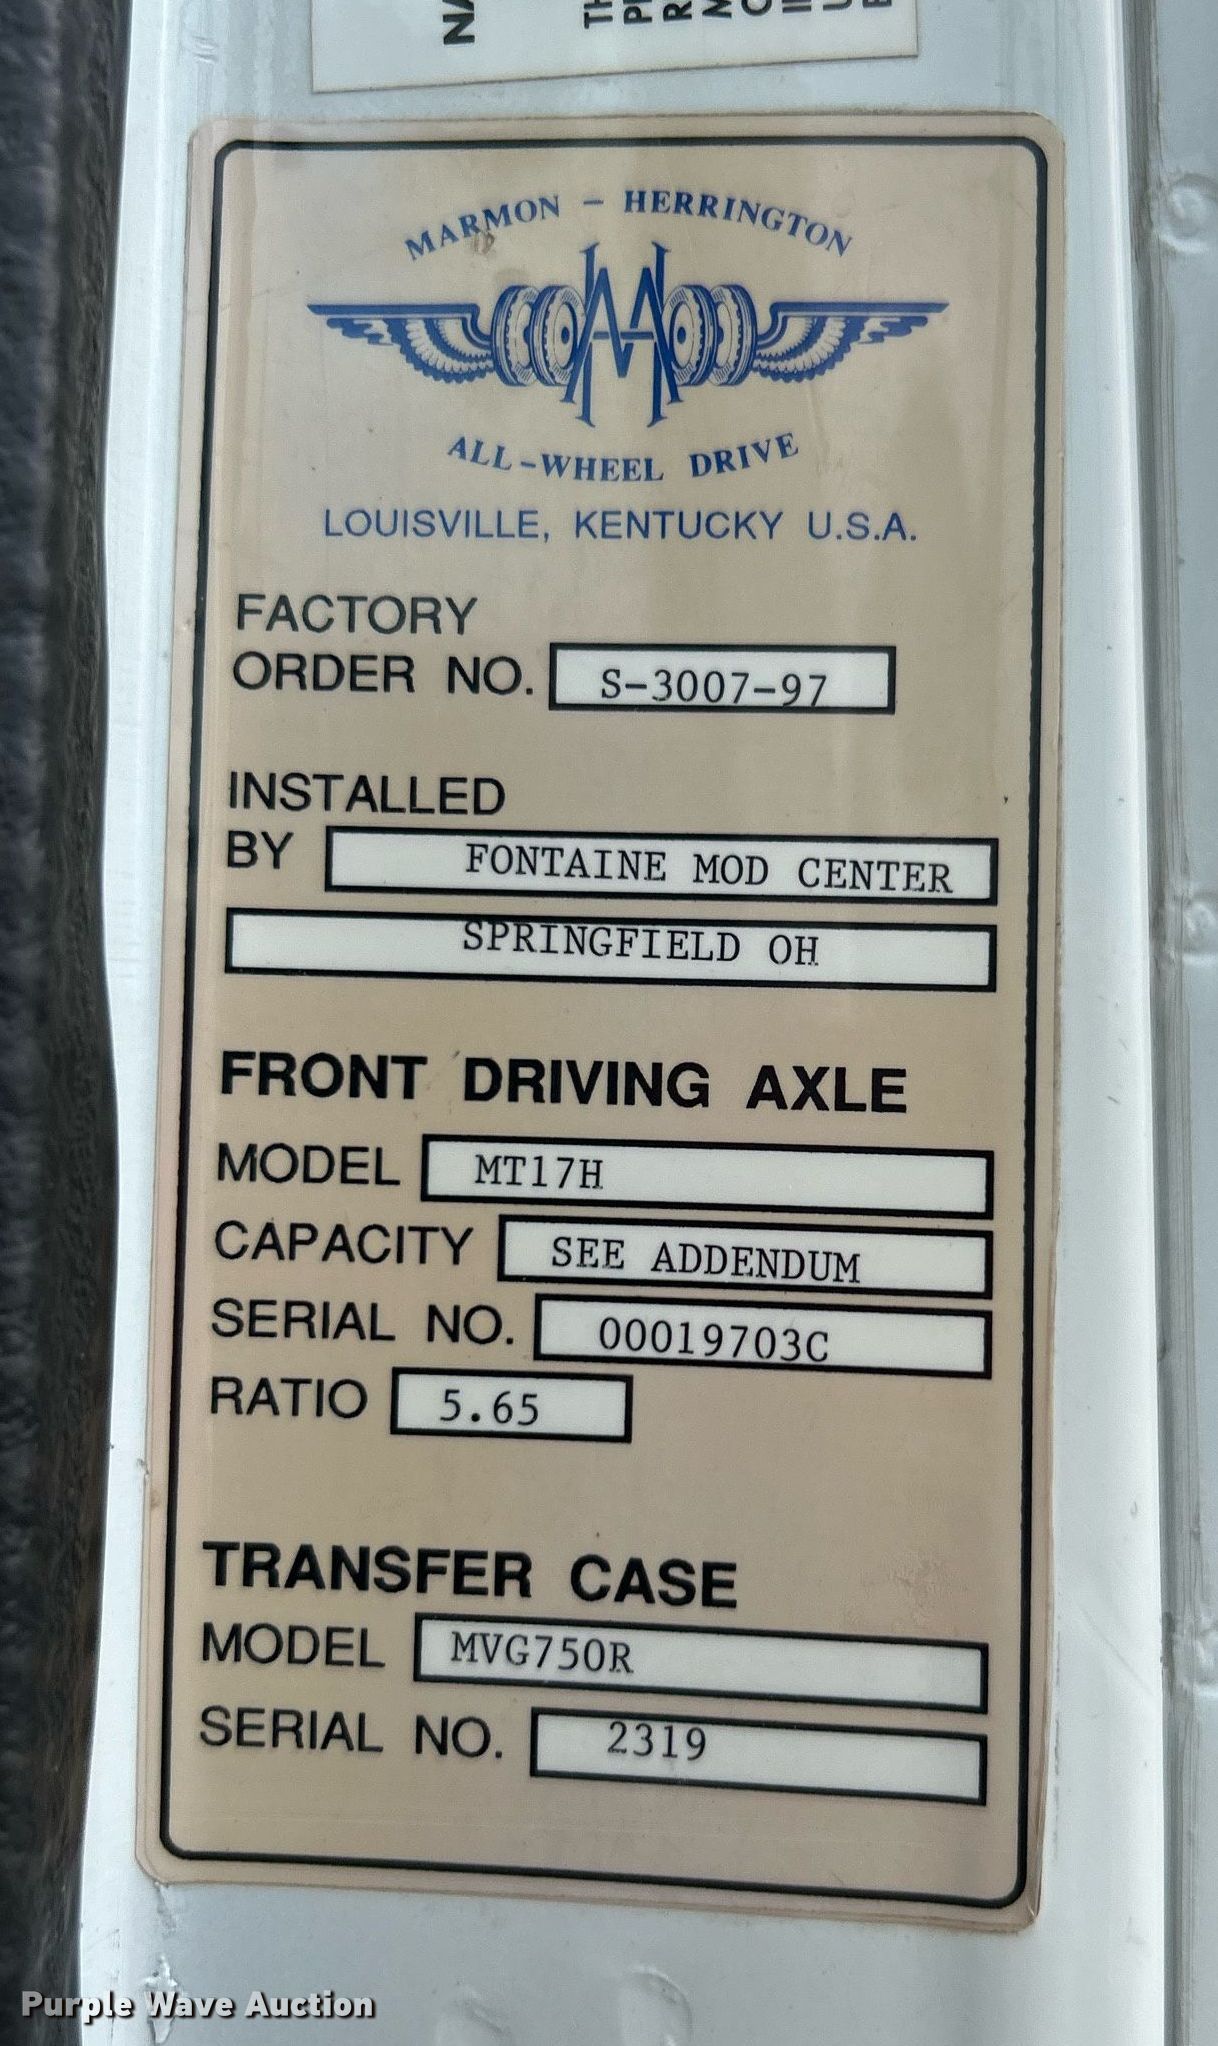 MARMON - HERRINGTON
ALL-WHEEL DRIVE
LOUISVILLE, KENTUCKY U.S.A.
FACTORY
ORDER NO. S-3007-97
INSTALLED
BY FONTAINE MOD CENTER
SPRINGFIELD OH
FRONT DRIVING AXLE
MODEL MT17H
CAPACITY SEE ADDENDUM
SERIAL NO. 00019703C
RATIO 5.65
TRANSFER CASE
MODEL MVG750R
SERIAL NO. 2319
Purple Wave Auction